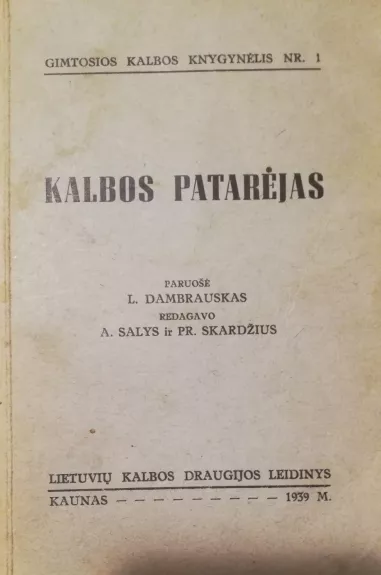 GIMTOSIOS KALBOS KNYGYNĖLIS NR. 1
KALBOS PATARĖJAS
PARUOŠĖ
L. DAMBRAUSKAS
REDAGAVO
A. SALYS ir PR. SKARDŽIUS
LIETUVIŲ KALBOS DRAUGIJOS LEIDINYS
KAUNAS — — — — — — — — — 1939 M.